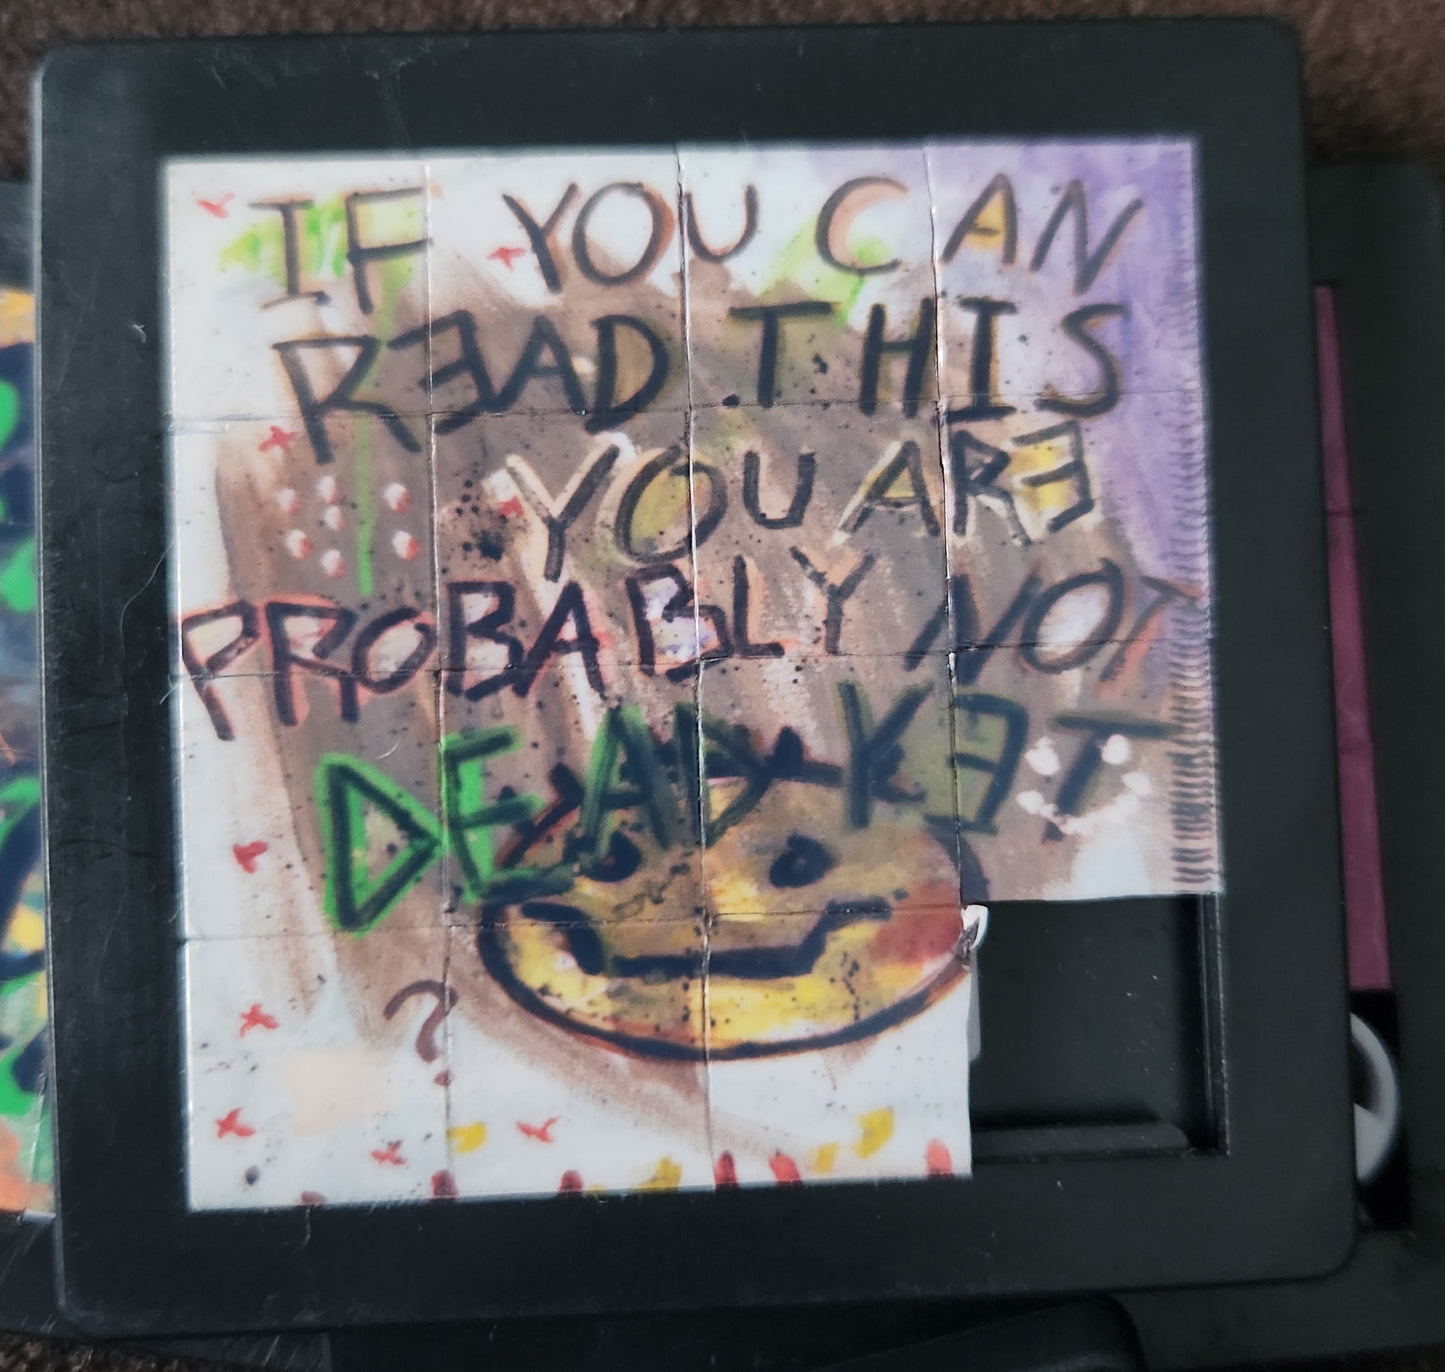 IF YOU CAN
READ THIS
YOU ARE
PROBABLY NOT
DEAD YET
?